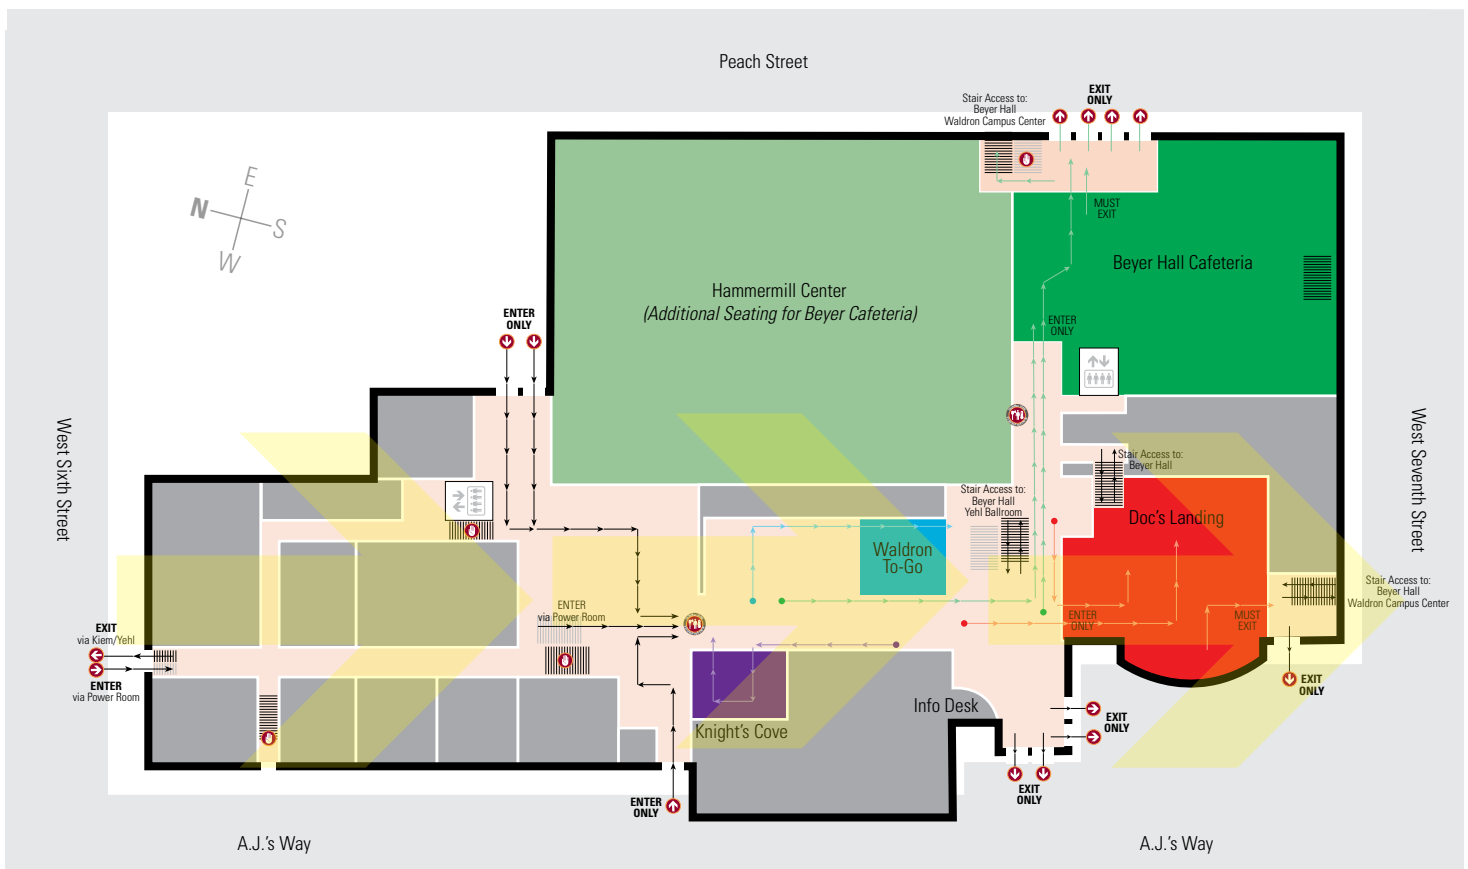 Peach Street
Stair Access to:
Beyer Hall
Waldron Campus Center
EXIT
ONLY
E
N
S
W
MUST
EXIT
Beyer Hall Cafeteria
Hammermill Center
(Additional Seating for Beyer Cafeteria)
ENTER
ONLY
ENTER
ONLY
West Sixth Street
West Seventh Street
Stair Access to:
Beyer Hall
Stair Access to:
Beyer Hall
Yehl Ballroom
Doc's Landing
Waldron
To-Go
Stair Access to:
Beyer Hall
Waldron Campus Center
ENTER
via Power Room
ENTER
ONLY
MUST
EXIT
EXIT
via Kiem/Yehl
ENTER
via Power Room
EXIT
ONLY
Info Desk
Knight's Cove
EXIT
ONLY
EXIT
ONLY
ENTER
ONLY
A.J.'s Way
A.J.'s Way